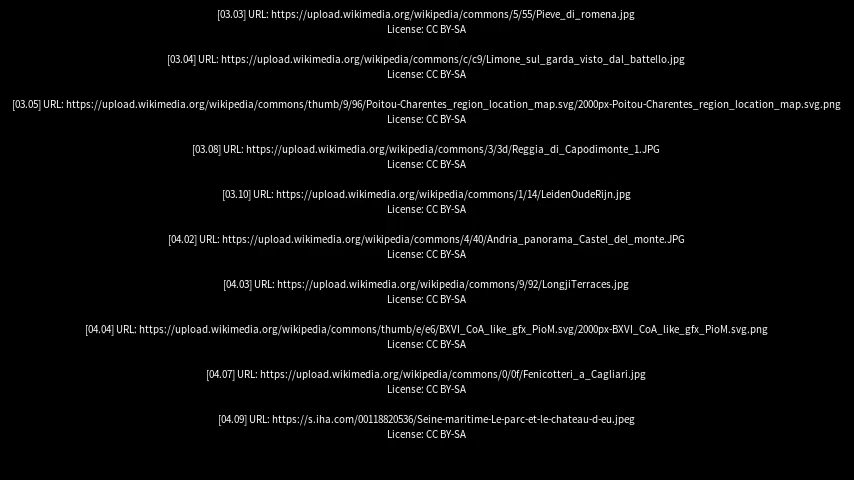 [03.03] URL: https://upload.wikimedia.org/wikipedia/commons/5/55/Pieve_di_romena.jpg
License: CC BY-SA
[03.04] URL: https://upload.wikimedia.org/wikipedia/commons/c/c9/Limone_sul_garda_visto_dal_battello.jpg
License: CC BY-SA
[03.05] URL: https://upload.wikimedia.org/wikipedia/commons/thumb/9/96/Poitou-Charentes_region_location_map.svg/2000px-Poitou-Charentes_region_location_map.svg.png
License: CC BY-SA
[03.08] URL: https://upload.wikimedia.org/wikipedia/commons/3/3d/Reggia_di_Capodimonte_1.JPG
License: CC BY-SA
[03.10] URL: https://upload.wikimedia.org/wikipedia/commons/1/14/LeidenOudeRijn.jpg
License: CC BY-SA
[04.02] URL: https://upload.wikimedia.org/wikipedia/commons/4/40/Andria_panorama_Castel_del_monte.JPG
License: CC BY-SA
[04.03] URL: https://upload.wikimedia.org/wikipedia/commons/9/92/LongjiTerraces.jpg
License: CC BY-SA
[04.04] URL: https://upload.wikimedia.org/wikipedia/commons/thumb/e/e6/BXVI_CoA_like_gfx_PioM.svg/2000px-BXVI_CoA_like_gfx_PioM.svg.png
License: CC BY-SA
[04.07] URL: https://upload.wikimedia.org/wikipedia/commons/0/0f/Fenicotteri_a_Cagliari.jpg
License: CC BY-SA
[04.09] URL: https://s.iha.com/00118820536/Seine-maritime-Le-parc-et-le-chateau-d-eu.jpeg
License: CC BY-SA